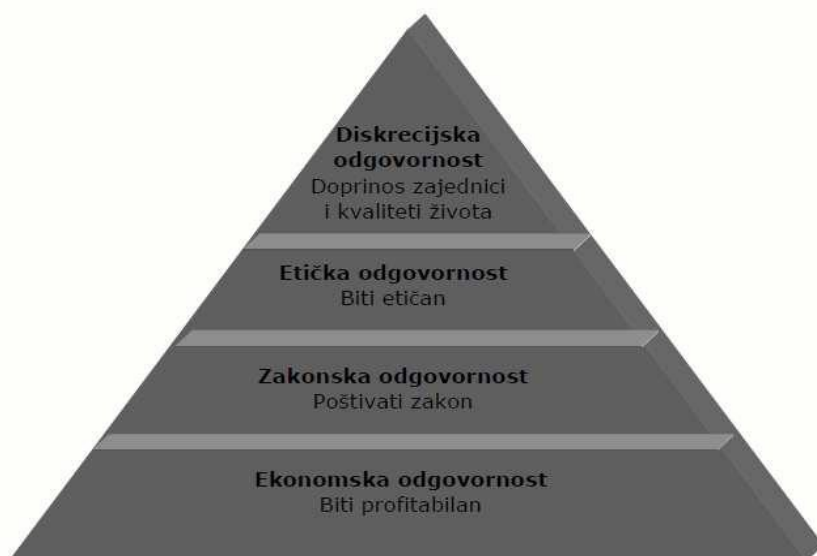 Diskrecijska
odgovornost
Doprinos zajednici
i kvaliteti života
Etička odgovornost
Biti etičan
Zakonska odgovornost
Poštivati zakon
Ekonomska odgovornost
Biti profitabilan